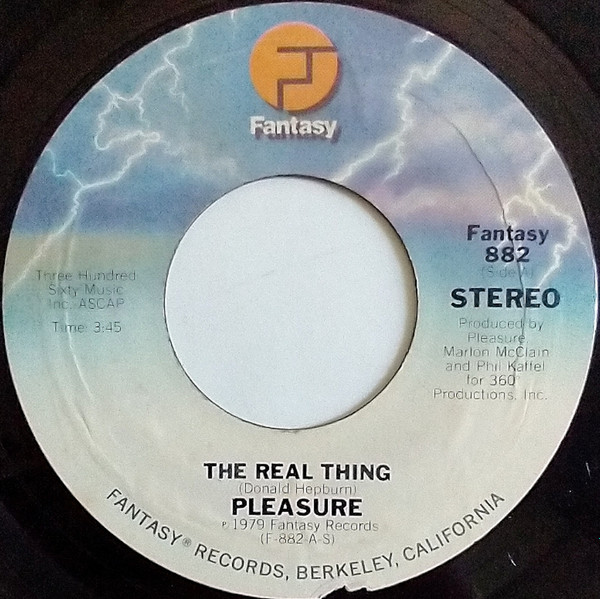 Fantasy
Fantasy
882
(Side A)
STEREO
Three Hundred
Sixty Music
Inc. ASCAP
Time: 3:45
Produced by
Pleasure,
Marlon McClain
and Phil Kaffel
for 360
Productions, Inc.
THE REAL THING
(Donald Hepburn)
PLEASURE
℗ 1979 Fantasy Records
(F-882-A-S)
FANTASY® RECORDS, BERKELEY, CALIFORNIA